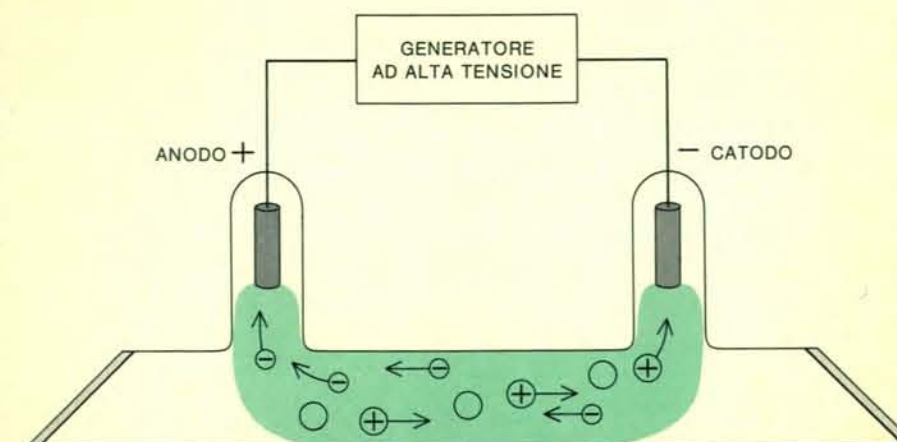 GENERATORE
AD ALTA TENSIONE
ANODO +
− CATODO